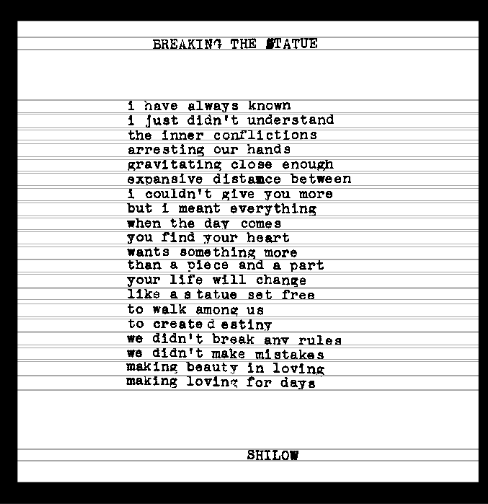 BREAKING THE STATUE
i have always known
i just didn't understand
the inner conflictions
arresting our hands
gravitating close enough
expansive distance between
i couldn't give you more
but i meant everything
when the day comes
you find your heart
wants something more
than a piece and a part
your life will change
like a statue set free
to walk among us
to created estiny
we didn't break any rules
we didn't make mistakes
making beauty in loving
making loving for days
SHILOW